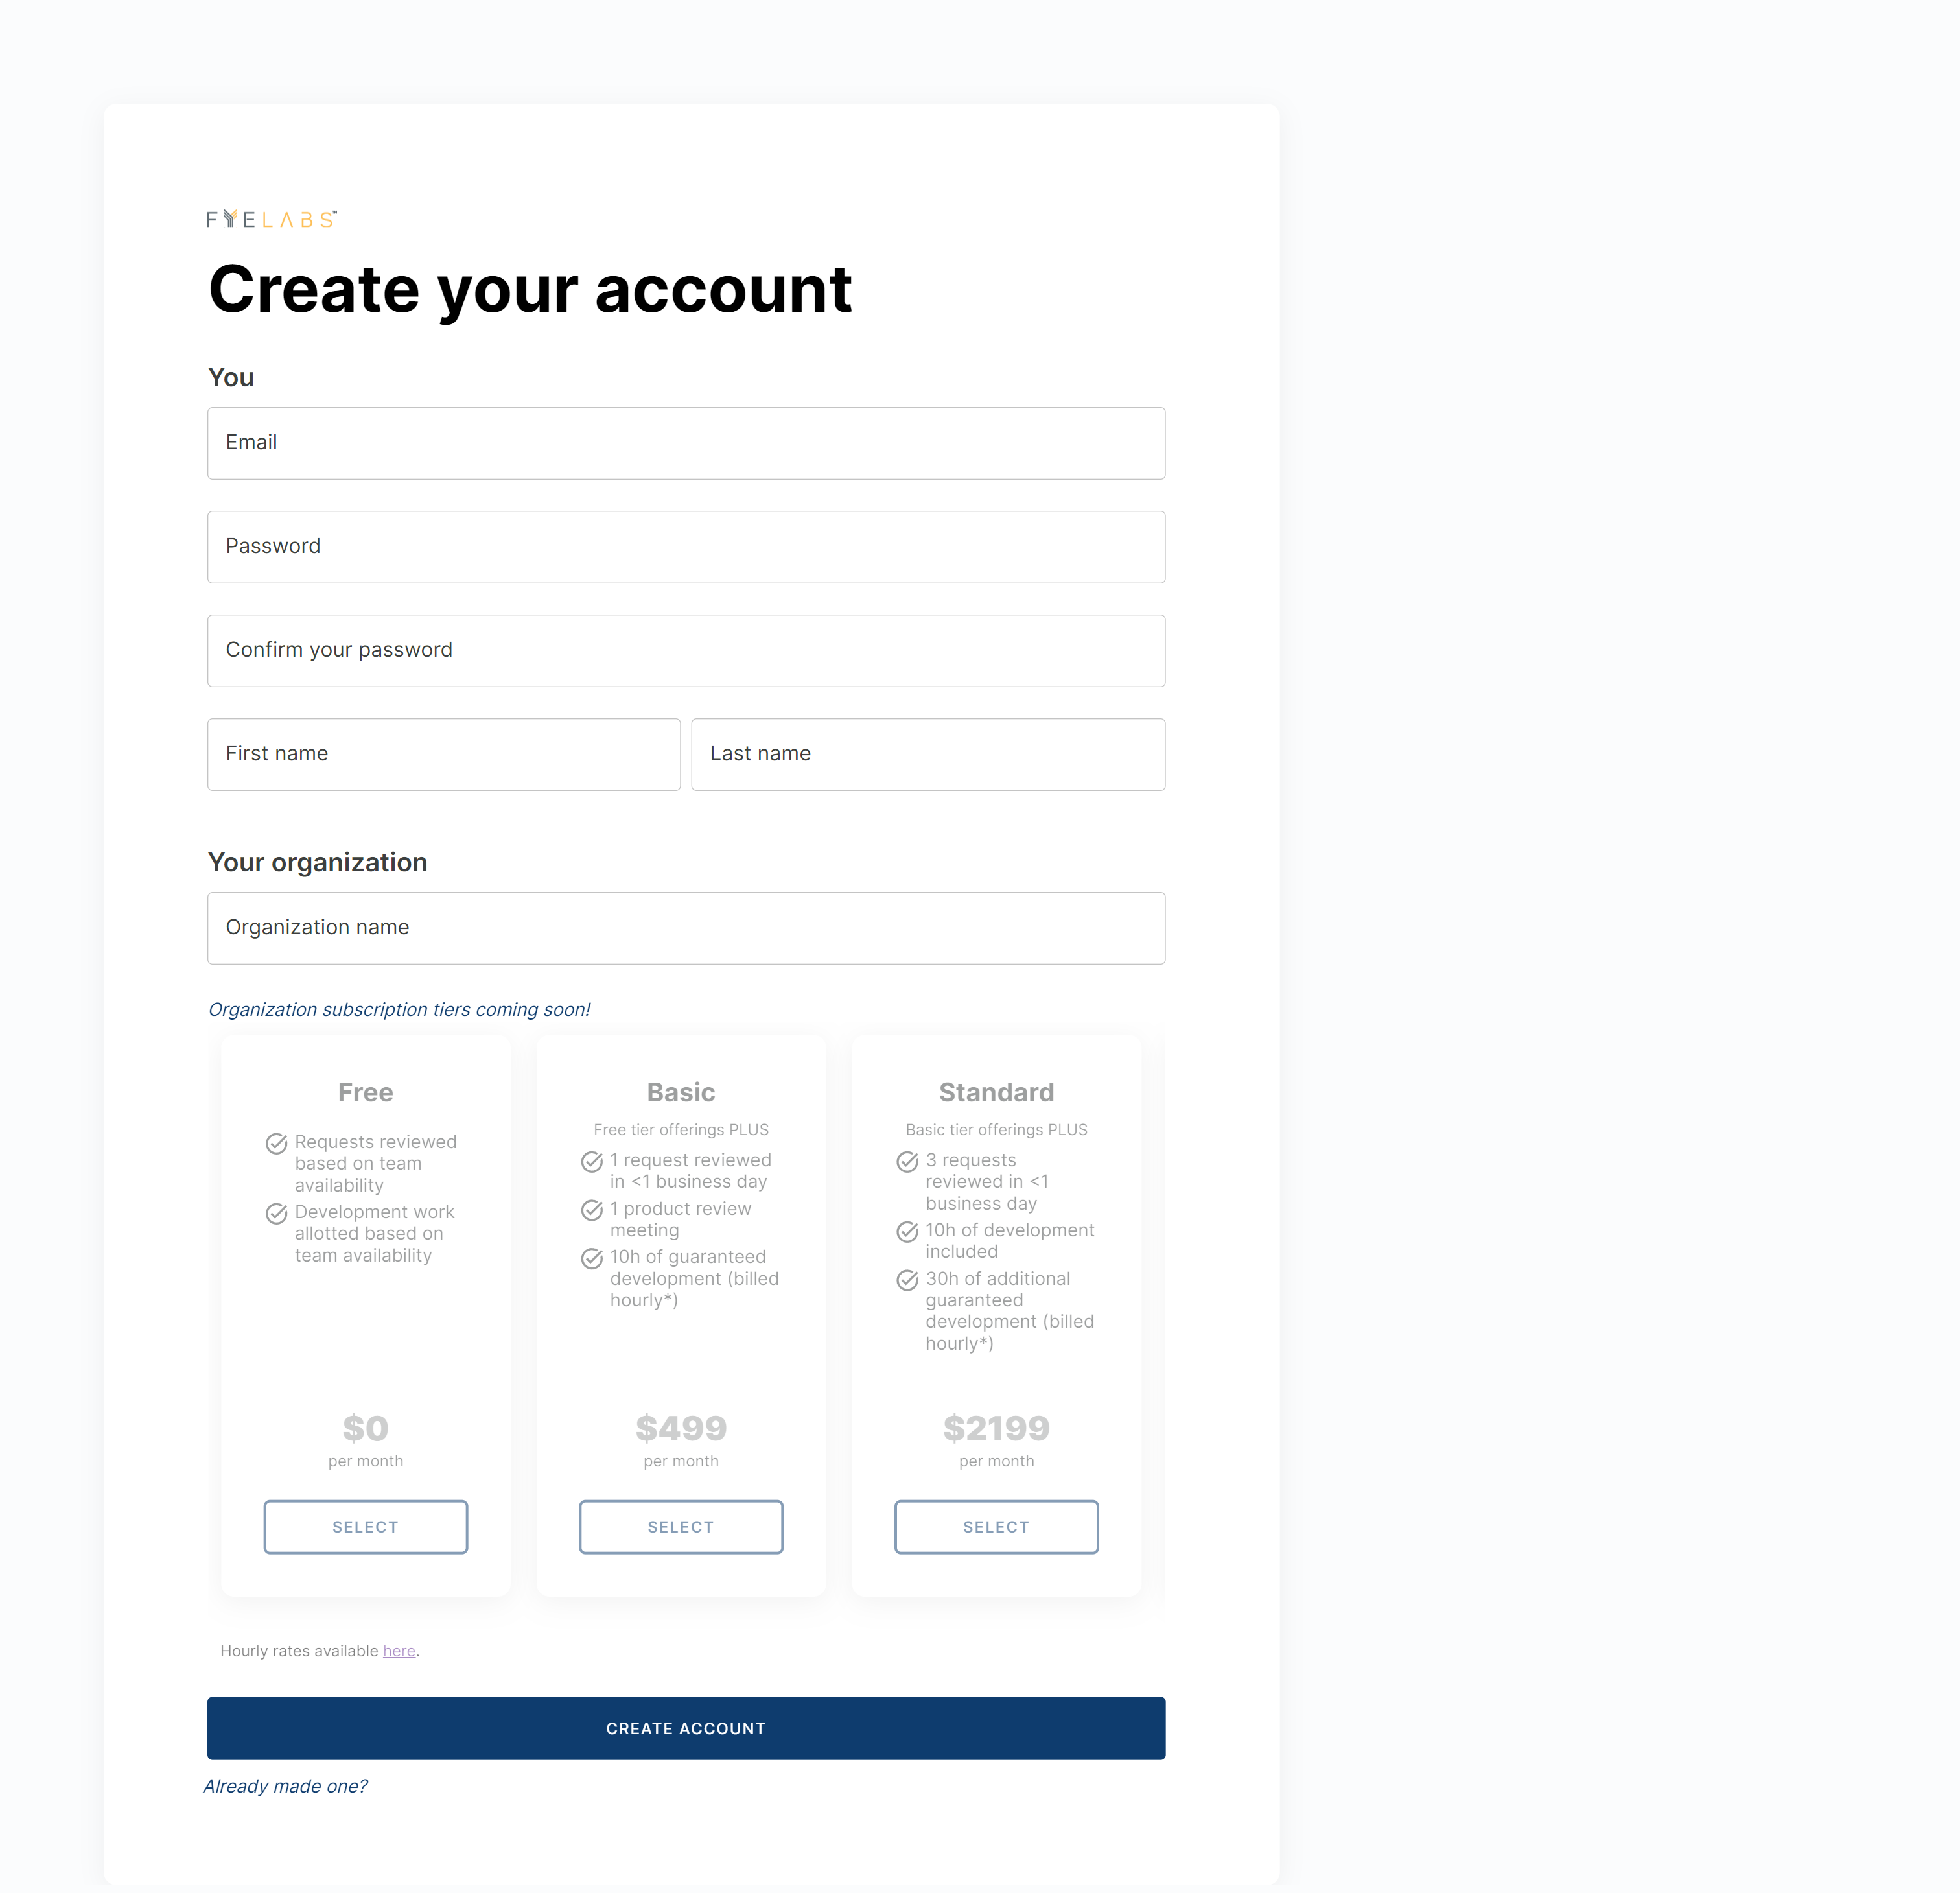 FYELABS™
Create your account
You
Email
Password
Confirm your password
First name
Last name
Your organization
Organization name
Organization subscription tiers coming soon!
Free
Requests reviewed
based on team
availability
Development work
allotted based on
team availability
$0
per month
SELECT
Basic
Free tier offerings PLUS
1 request reviewed
in <1 business day
1 product review
meeting
10h of guaranteed
development (billed
hourly*)
$499
per month
SELECT
Standard
Basic tier offerings PLUS
3 requests
reviewed in <1
business day
10h of development
included
30h of additional
guaranteed
development (billed
hourly*)
$2199
per month
SELECT
Hourly rates available here.
CREATE ACCOUNT
Already made one?